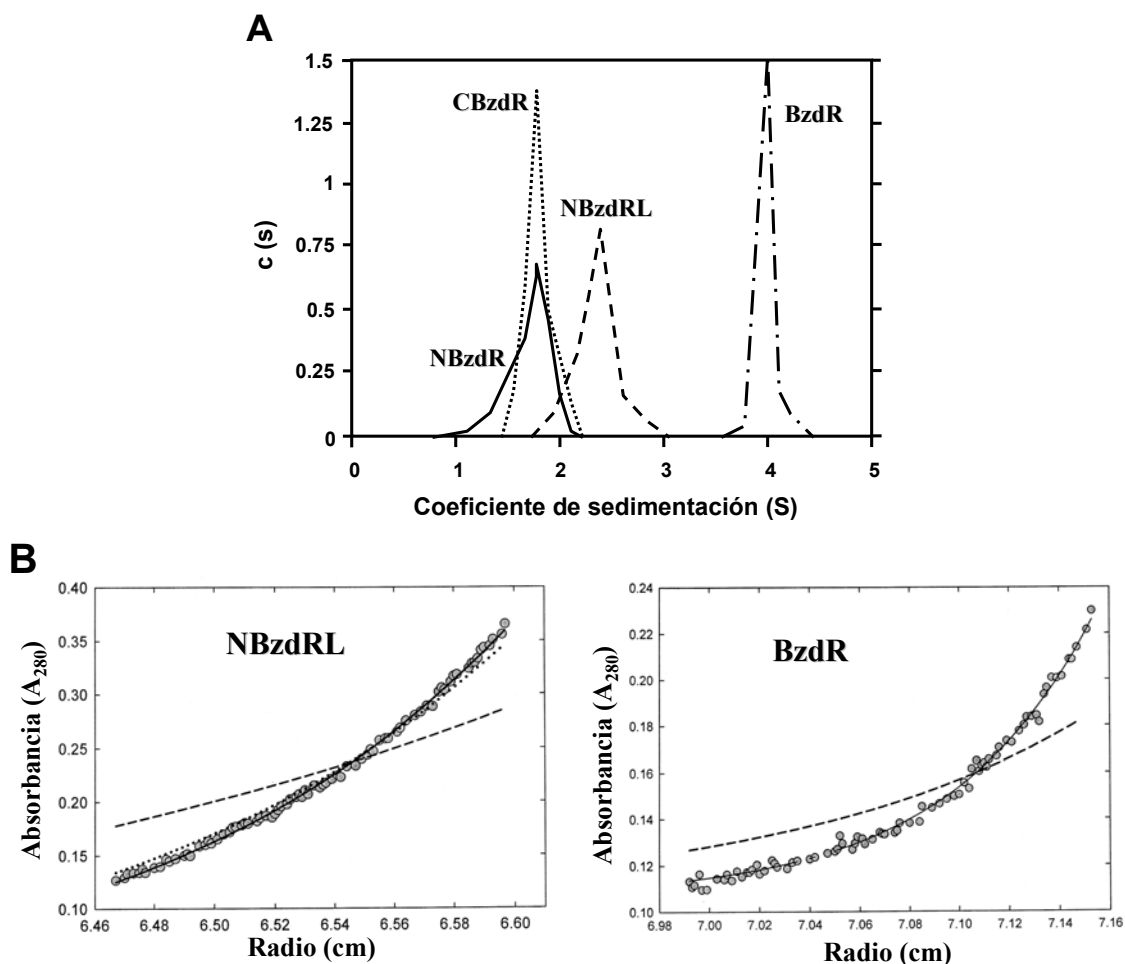 A
1.5
1.25
1
0.75
0.5
0.25
0
c (s)
CBzdR
BzdR
NBzdRL
NBzdR
0 1 2 3 4 5
Coeficiente de sedimentación (S)
B
0.40
0.35
0.30
0.25
0.20
0.15
0.10
Absorbancia (A280)
NBzdRL
6.46 6.48 6.50 6.52 6.54 6.56 6.58 6.60
Radio (cm)
0.24
0.22
0.20
0.18
0.16
0.14
0.12
0.10
Absorbancia (A280)
BzdR
6.98 7.00 7.02 7.04 7.06 7.08 7.10 7.12 7.14 7.16
Radio (cm)